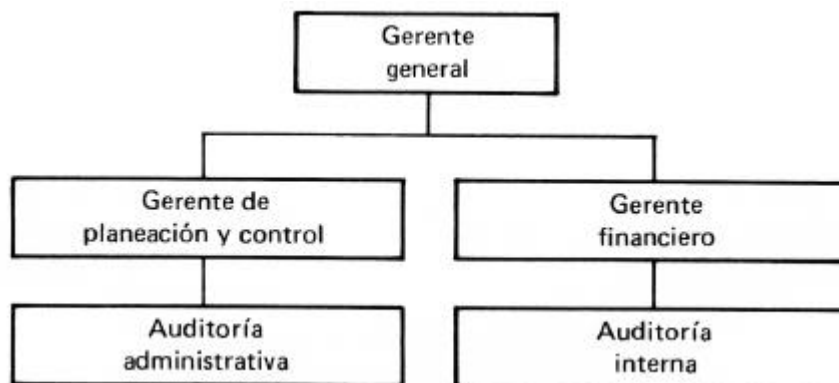 Gerente
general
Gerente de
planeación y control
Gerente
financiero
Auditoría
administrativa
Auditoría
interna